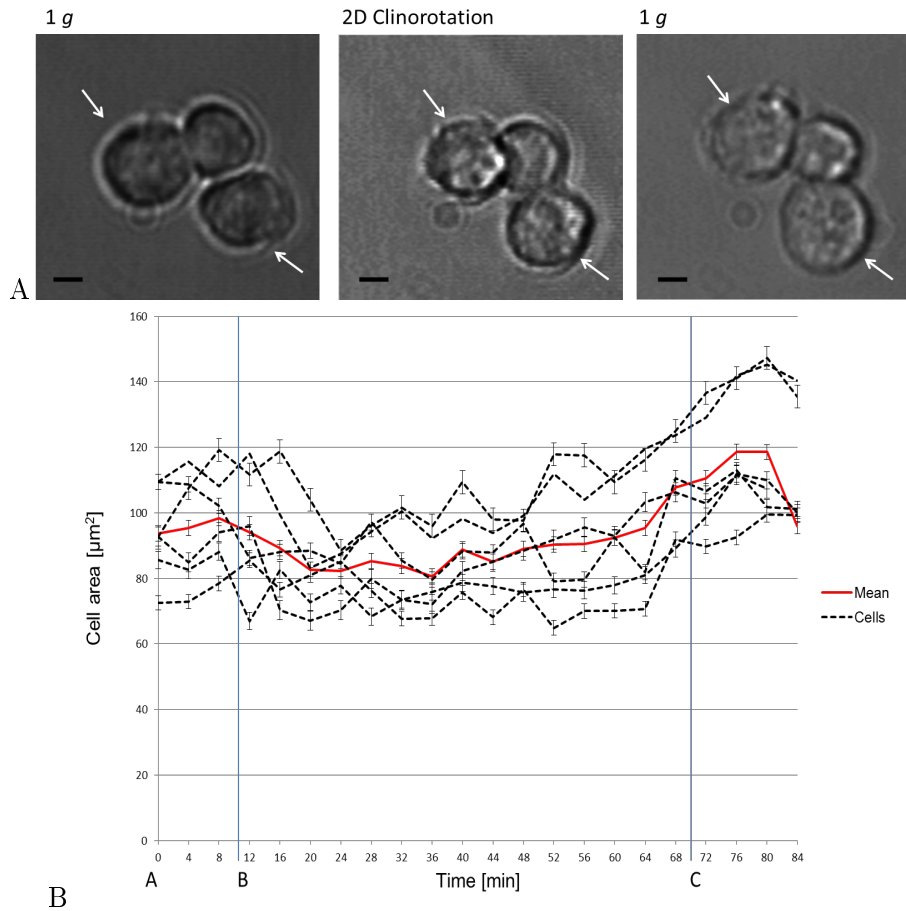 1 g 2D Clinorotation 1 g
A
160
140
120
100
80
60
40
20
0
Cell area [µm²]
Mean
Cells
0 4 8 12 16 20 24 28 32 36 40 44 48 52 56 60 64 68 72 76 80 84
A B Time [min] C
B